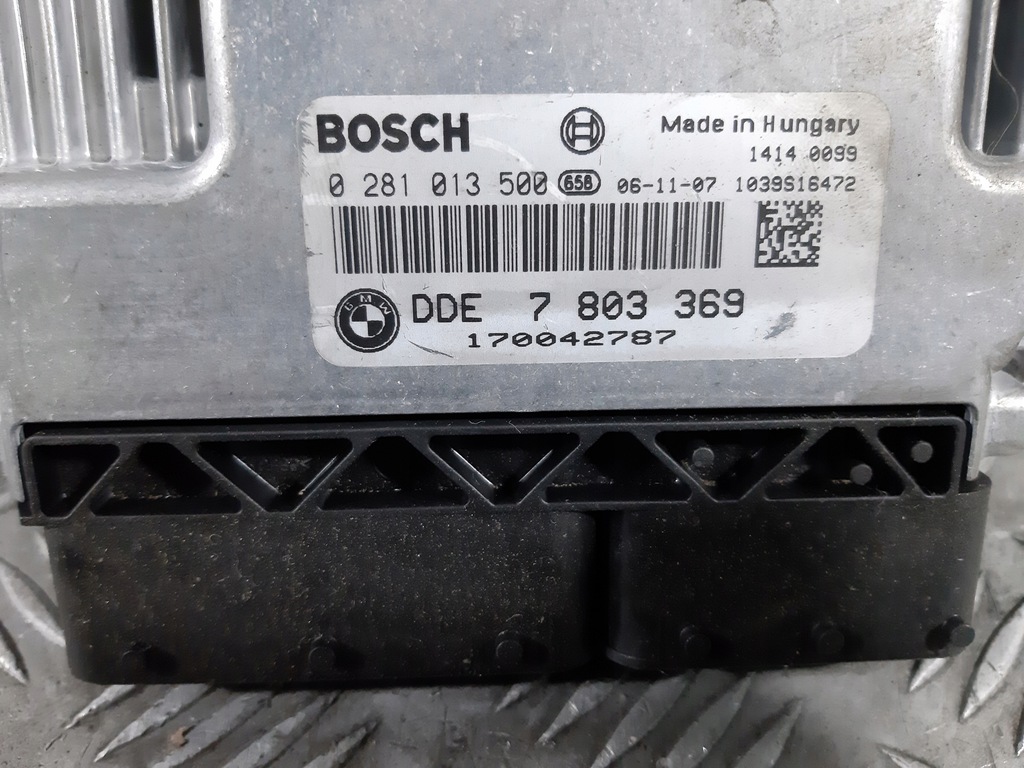 BOSCH Made in Hungary
1414 0099
0 281 013 500 658 06-11-07 1039S16472
BMW DDE 7 803 369
170042787